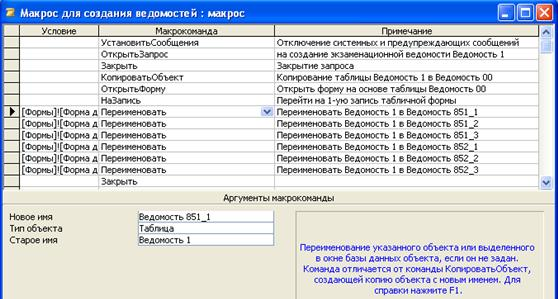 Макрос для создания ведомостей : макрос
Условие Макрокоманда Примечание
УстановитьСообщения Отключение системных и предупреждающих сообщений
ОткрытьЗапрос на создание экзаменационной ведомости Ведомость 1
Закрыть Закрытие запроса
КопироватьОбъект Копирование таблицы Ведомость 1 в Ведомость 00
ОткрытьФорму Открыть форму на основе таблицы Ведомость 00
НаЗапись Перейти на 1-ую запись табличной формы
[Формы]![Форма д Переименовать Переименовать Ведомость 1 в Ведомость 851_1
[Формы]![Форма д Переименовать Переименовать Ведомость 1 в Ведомость 851_2
[Формы]![Форма д Переименовать Переименовать Ведомость 1 в Ведомость 851_3
[Формы]![Форма д Переименовать Переименовать Ведомость 1 в Ведомость 852_1
[Формы]![Форма д Переименовать Переименовать Ведомость 1 в Ведомость 852_2
[Формы]![Форма д Переименовать Переименовать Ведомость 1 в Ведомость 852_3
Закрыть
Аргументы макрокоманды
Новое имя Ведомость 851_1
Тип объекта Таблица
Старое имя Ведомость 1
Переименование указанного объекта или выделенного
в окне базы данных объекта, если он не задан.
Команда отличается от команды КопироватьОбъект,
создающей копию объекта с новым именем. Для
справки нажмите F1.